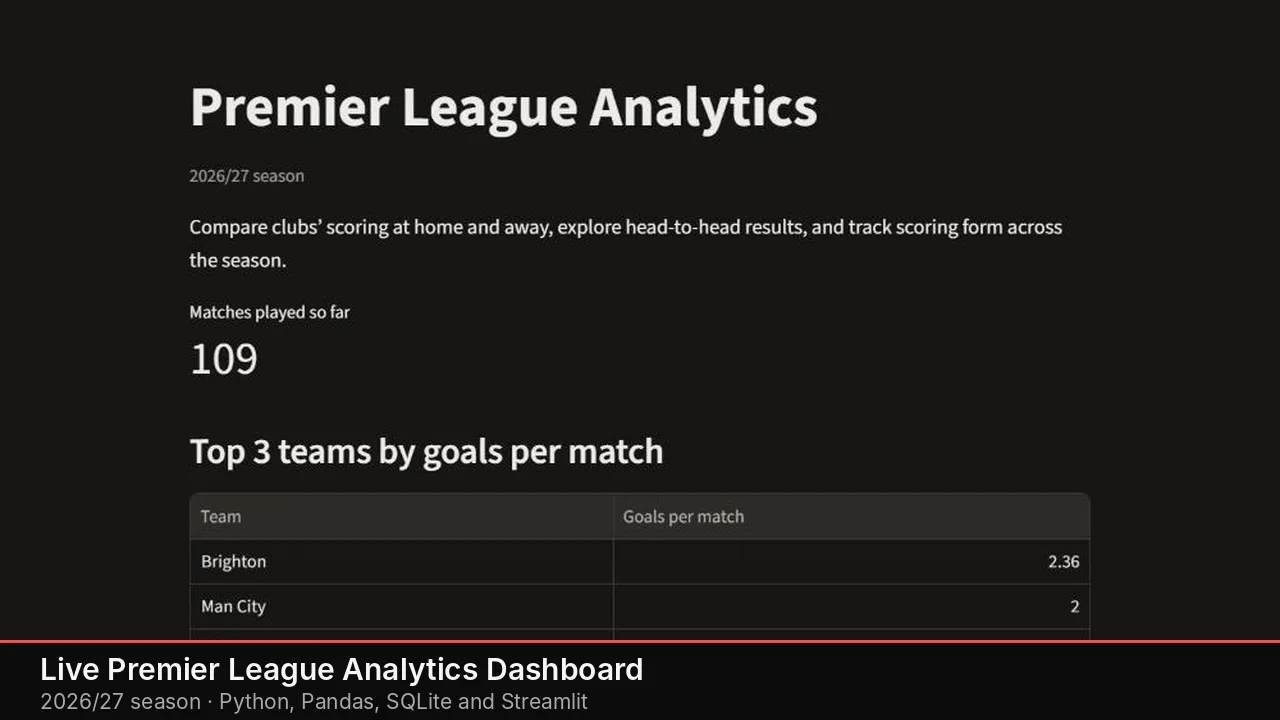 Premier League Analytics
2026/27 season
Compare clubs’ scoring at home and away, explore head-to-head results, and track scoring form across
the season.
Matches played so far
109
Top 3 teams by goals per match
Team Goals per match
Brighton 2.36
Man City 2
Live Premier League Analytics Dashboard
2026/27 season · Python, Pandas, SQLite and Streamlit